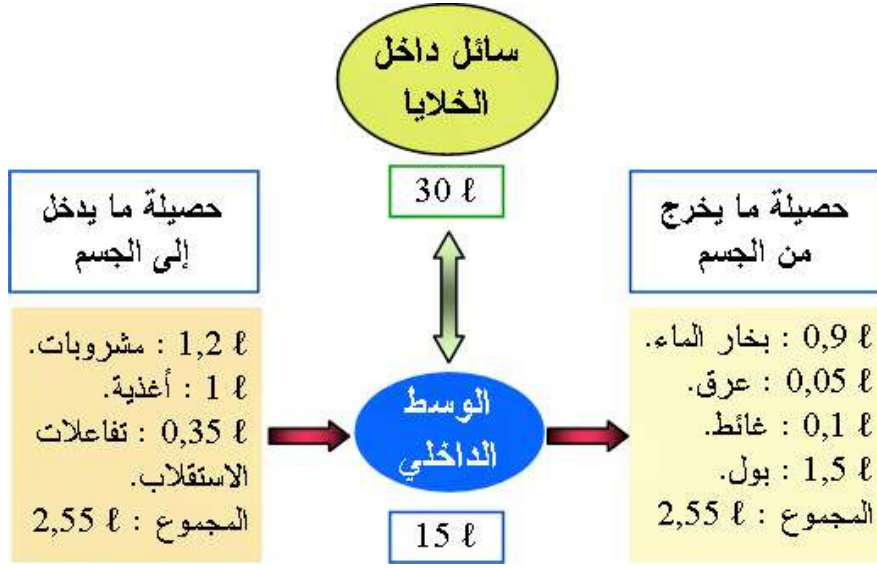 سائل داخل
الخلايا
30 ℓ
حصيلة ما يخرج
من الجسم
0,9 ℓ : بخار الماء.
0,05 ℓ : عرق.
0,1 ℓ : غائط.
1,5 ℓ : بول.
المجموع : 2,55 ℓ
الوسط
الداخلي
15 ℓ
حصيلة ما يدخل
إلى الجسم
1,2 ℓ : مشروبات.
1 ℓ : أغذية.
0,35 ℓ : تفاعلات
الاستقلاب.
المجموع : 2,55 ℓ